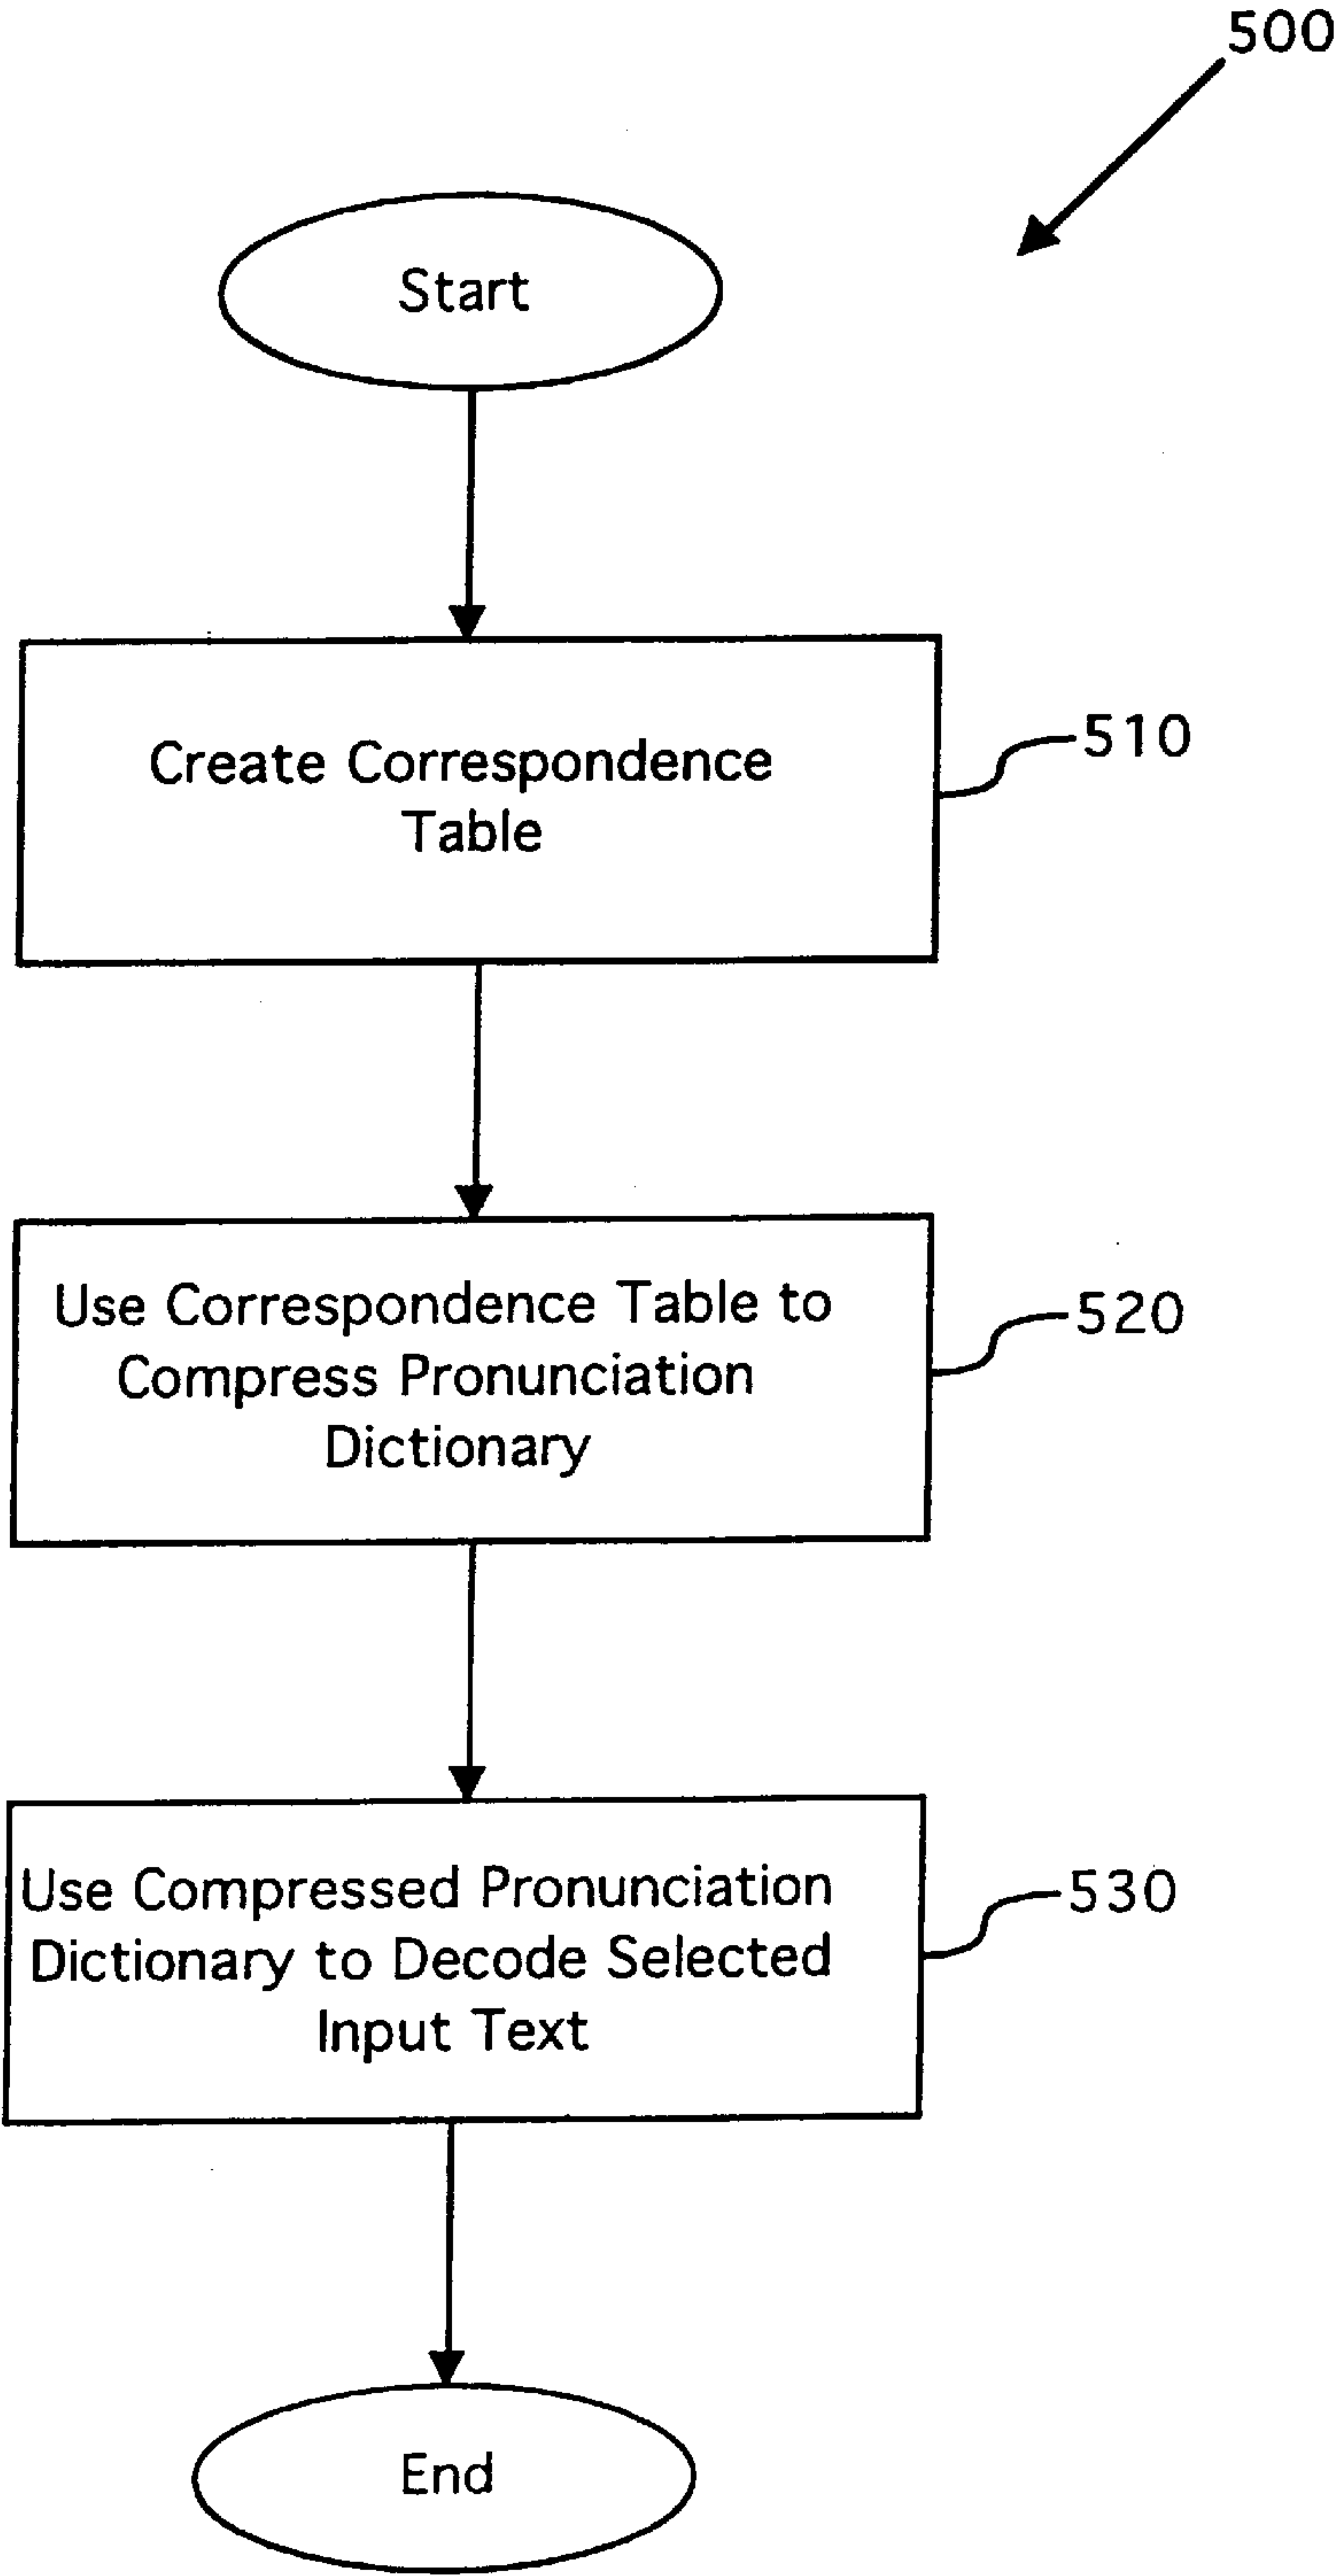 500
Start
Create Correspondence
Table
510
Use Correspondence Table to
Compress Pronunciation
Dictionary
520
Use Compressed Pronunciation
Dictionary to Decode Selected
Input Text
530
End